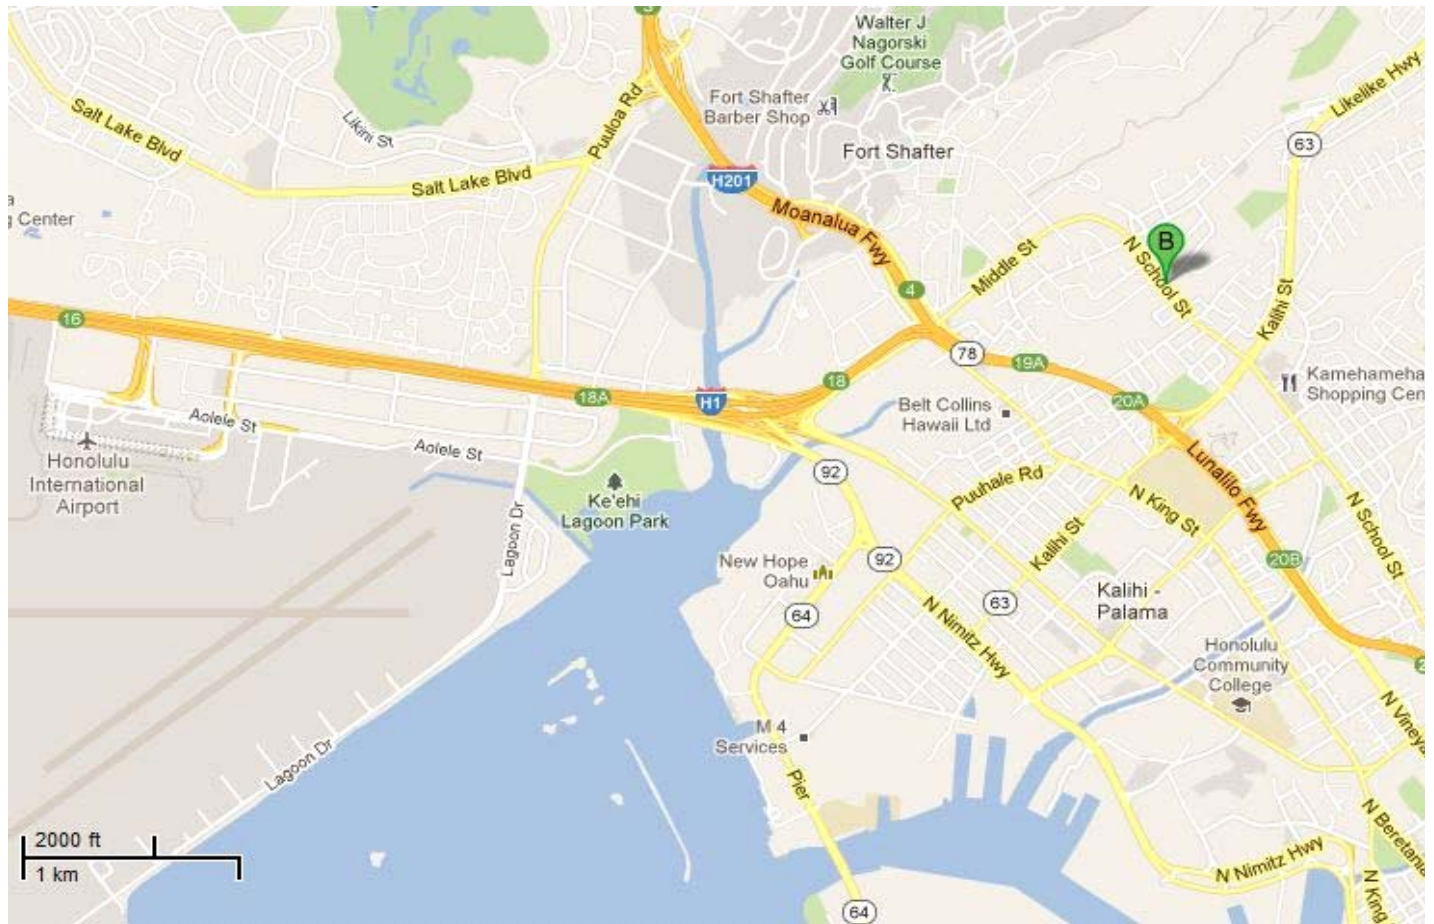 3
Walter J
Nagorski
Golf Course
Likelike Hwy
Puuloa Rd
Fort Shafter
Barber Shop
Salt Lake Blvd
Likini St
63
Fort Shafter
Salt Lake Blvd
H201
Moanalua Fwy
a
g Center
B
N School St
Middle St
4
Kalihi St
16
78
19A
18
Kamehameha
Shopping Cen
18A
H1
Belt Collins
Hawaii Ltd
20A
Aolele St
Aolele St
Honolulu
International
Airport
92
Lunalilo Fwy
Puuhale Rd
Ke'ehi
Lagoon Park
N King St
N School St
Lagoon Dr
Kalihi St
New Hope
Oahu
92
20B
64
N Nimitz Hwy
63
Kalihi -
Palama
Honolulu
Community
College
2
N Vineya
M 4
Services
Lagoon Dr
Pier
N Beretania
2000 ft
1 km
N Nimitz Hwy
N King
64